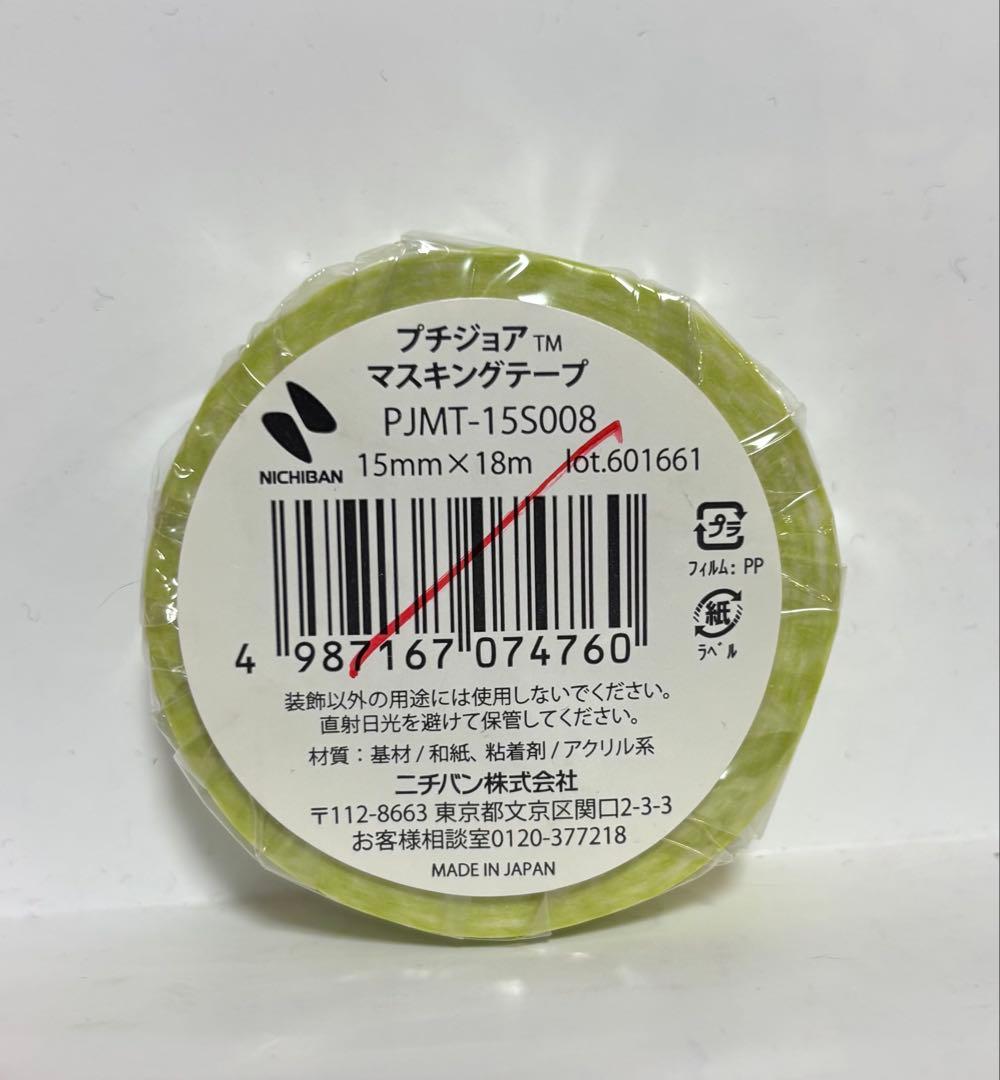 プチジョア™
マスキングテープ
PJMT-15S008
NICHIBAN
15mm×18m lot.601661
プラ
フィルム: PP
紙
ラベル
4 987167 074760
装飾以外の用途には使用しないでください。
直射日光を避けて保管してください。
材質：基材/和紙、粘着剤/アクリル系
ニチバン株式会社
〒112-8663 東京都文京区関口2-3-3
お客様相談室0120-377218
MADE IN JAPAN